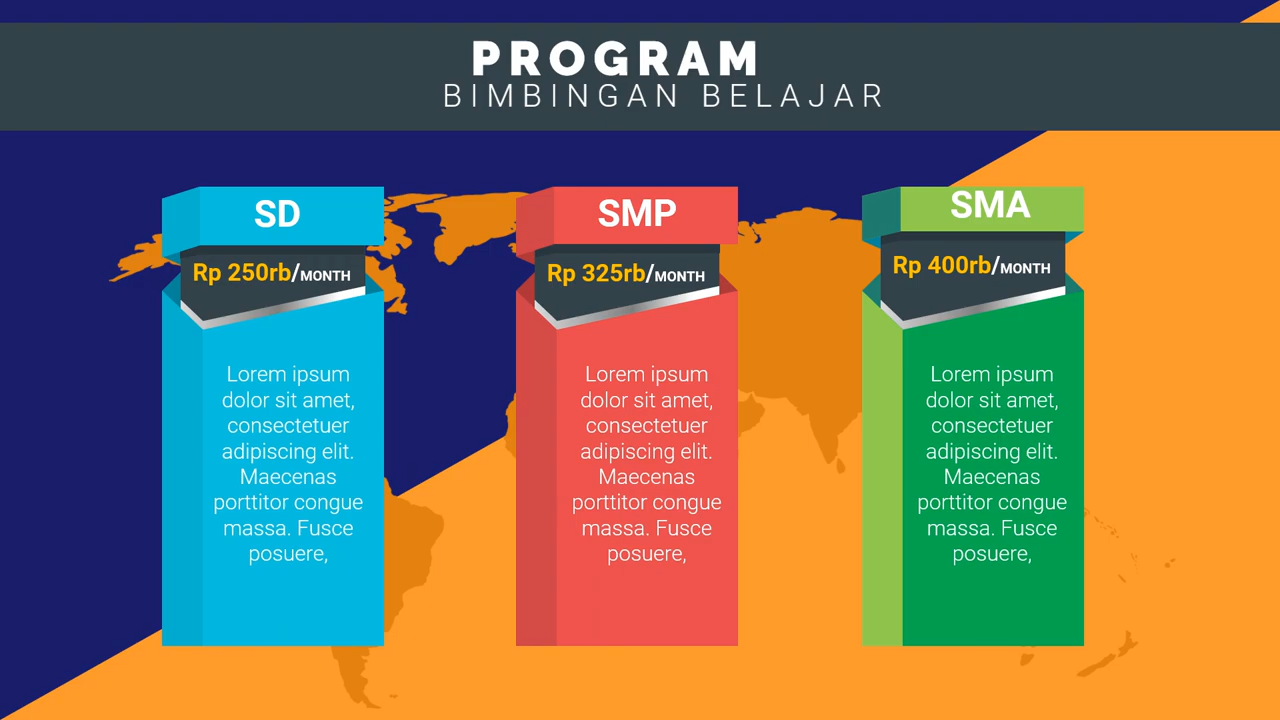 PROGRAM
BIMBINGAN BELAJAR
SD
Rp 250rb/MONTH
Lorem ipsum
dolor sit amet,
consectetuer
adipiscing elit.
Maecenas
porttitor congue
massa. Fusce
posuere,
SMP
Rp 325rb/MONTH
Lorem ipsum
dolor sit amet,
consectetuer
adipiscing elit.
Maecenas
porttitor congue
massa. Fusce
posuere,
SMA
Rp 400rb/MONTH
Lorem ipsum
dolor sit amet,
consectetuer
adipiscing elit.
Maecenas
porttitor congue
massa. Fusce
posuere,